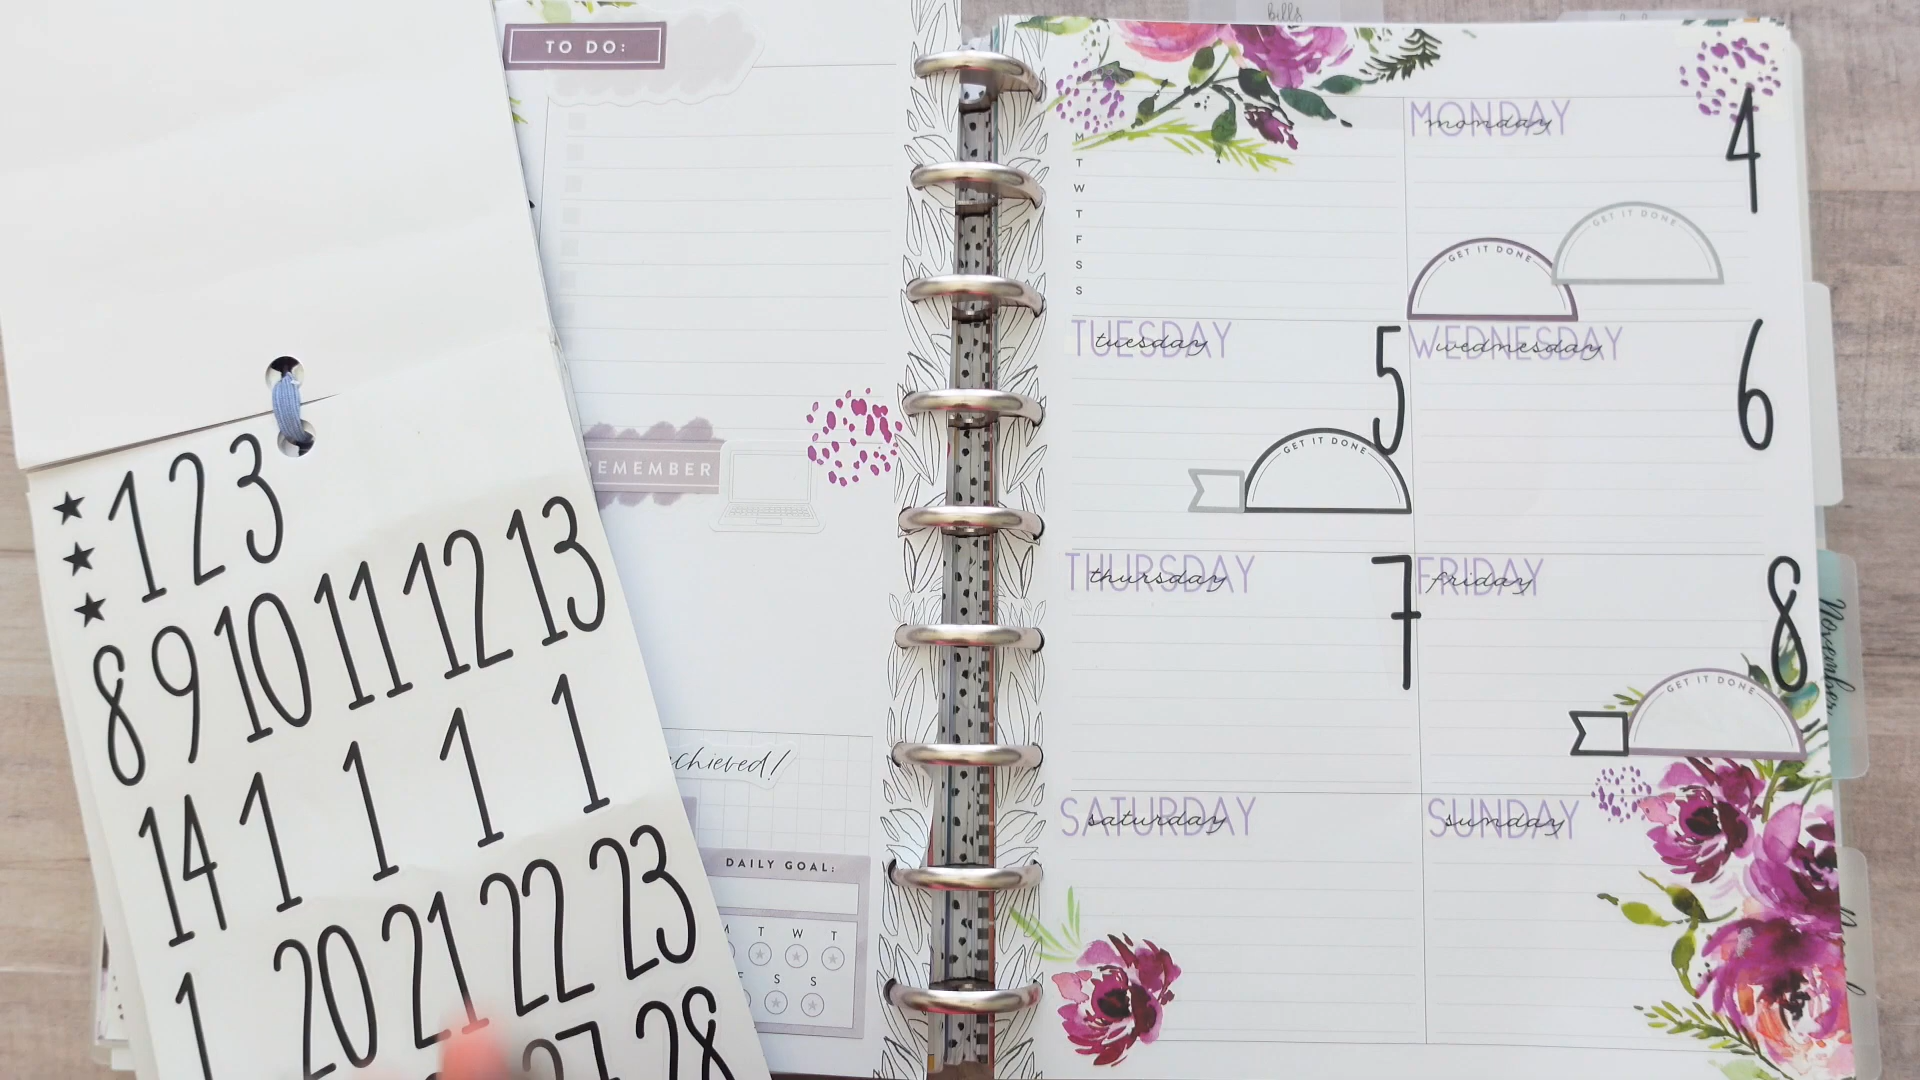 bills
TO DO:
REMEMBER
chieved!
DAILY GOAL:
T W T
S S
★ 1 2 3
★
★
8 9 10 11 12 13
14 1 1 1 1
1 20 21 22 23
27 28
M
T
W
T
F
S
S
MONDAY
monday
4
GET IT DONE
GET IT DONE
TUESDAY
tuesday
5
GET IT DONE
WEDNESDAY
wednesday
6
THURSDAY
thursday
7
FRIDAY
friday
8
GET IT DONE
SATURDAY
saturday
SUNDAY
sunday
November